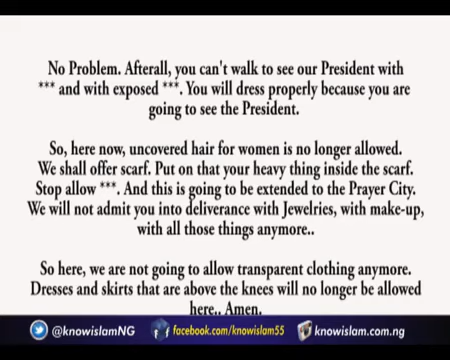 No Problem. Afterall, you can't walk to see our President with
*** and with exposed ***. You will dress properly because you are
going to see the President.
So, here now, uncovered hair for women is no longer allowed.
We shall offer scarf. Put on that your heavy thing inside the scarf.
Stop allow ***. And this is going to be extended to the Prayer City.
We will not admit you into deliverance with Jewelries, with make-up,
with all those things anymore..
So here, we are not going to allow transparent clothing anymore.
Dresses and skirts that are above the knees will no longer be allowed
here.. Amen.
@knowislamNG
facebook.com/knowislam55
knowislam.com.ng